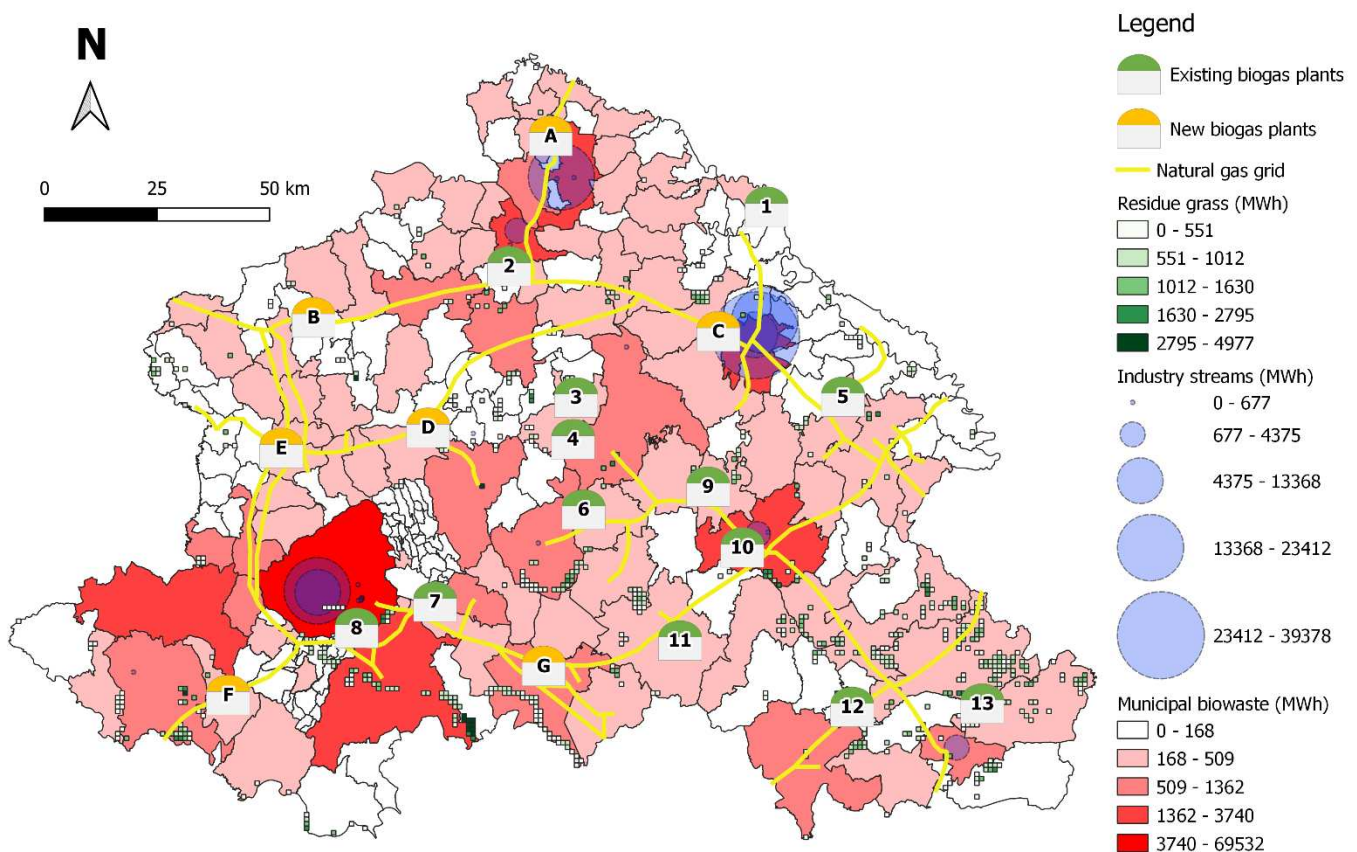 N
0 25 50 km
A
1
2
B
C
3
5
D
4
E
9
6
10
7
8
11
G
F
12
13
Legend
Existing biogas plants
New biogas plants
Natural gas grid
Residue grass (MWh)
0 - 551
551 - 1012
1012 - 1630
1630 - 2795
2795 - 4977
Industry streams (MWh)
0 - 677
677 - 4375
4375 - 13368
13368 - 23412
23412 - 39378
Municipal biowaste (MWh)
0 - 168
168 - 509
509 - 1362
1362 - 3740
3740 - 69532